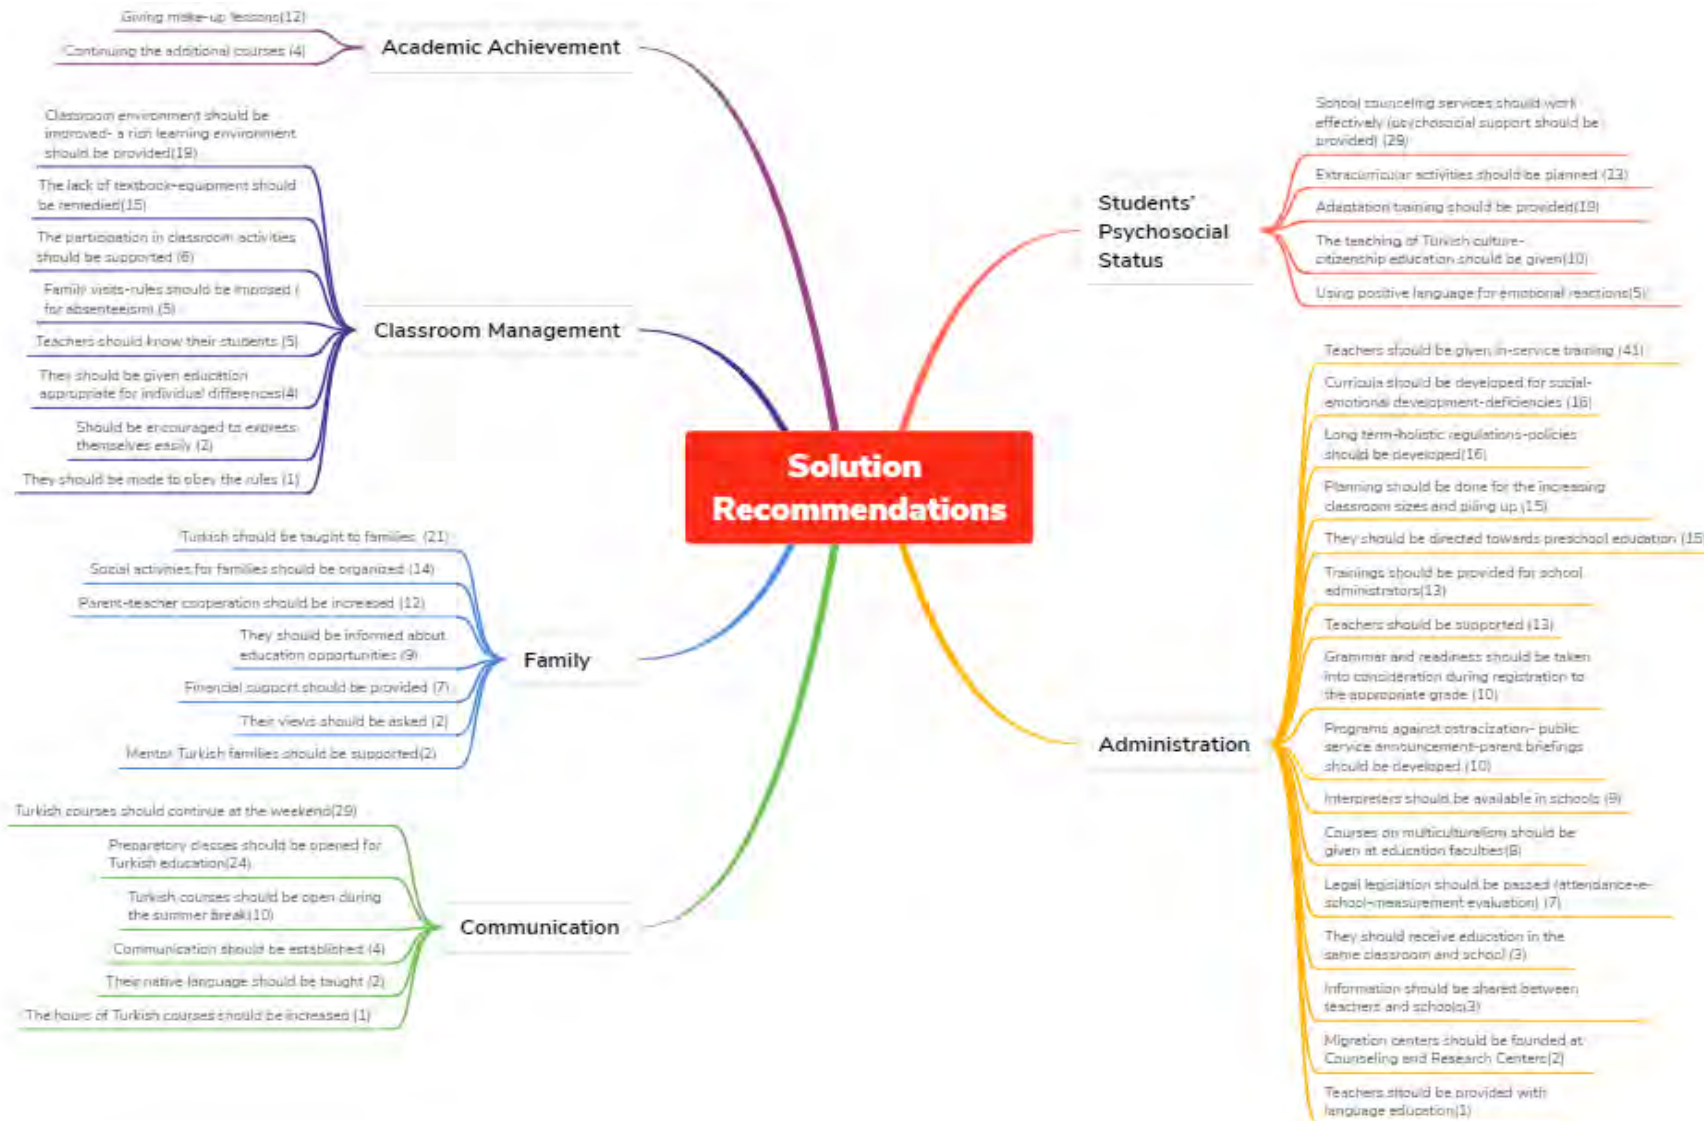 Giving make-up lessons(12)
Continuing the additional courses (4)
Academic Achievement
Classroom environment should be
improved- a rich learning environment
should be provided(19)
The lack of textbook-equipment should
be remedied(15)
The participation in classroom activities
should be supported (6)
Family visits-rules should be imposed (
for absenteeism) (5)
Teachers should know their students (5)
They should be given education
appropriate for individual differences(4)
Should be encouraged to express
themselves easily (2)
They should be made to obey the rules (1)
Classroom Management
Turkish should be taught to families. (21)
Social activities for families should be organized (14)
Parent-teacher cooperation should be increased (12)
They should be informed about
education opportunities (9)
Financial support should be provided (7)
Their views should be asked (2)
Mentor Turkish families should be supported(2)
Family
Turkish courses should continue at the weekend(29)
Preparetory classes should be opened for
Turkish education(24)
Turkish courses should be open during
the summer break(10)
Communication should be established (4)
Their native language should be taught (2)
The hours of Turkish courses should be increased (1)
Communication
Solution
Recommendations
Students'
Psychosocial
Status
School counseling services should work
effectively (psychosocial support should be
provided) (29)
Extracurricular activities should be planned (23)
Adaptation training should be provided(19)
The teaching of Turkish culture-
citizenship education should be given(10)
Using positive language for emotional reactions(5)
Administration
Teachers should be given in-service training (41)
Curricula should be developed for social-
emotional development-deficiencies (16)
Long term-holistic regulations-policies
should be developed(16)
Planning should be done for the increasing
classroom sizes and piling up (15)
They should be directed towards preschool education (15)
Trainings should be provided for school
administrators(13)
Teachers should be supported (13)
Grammar and readiness should be taken
into consideration during registration to
the appropriate grade (10)
Programs against ostracization- public
service announcement-parent briefings
should be developed (10)
Interpreters should be available in schools (9)
Courses on multiculturalism should be
given at education faculties(8)
Legal legislation should be passed (attendance-e-
school-measurement evaluation) (7)
They should receive education in the
same classroom and school (3)
Information should be shared between
teachers and schools(3)
Migration centers should be founded at
Counseling and Research Centers(2)
Teachers should be provided with
language education(1)